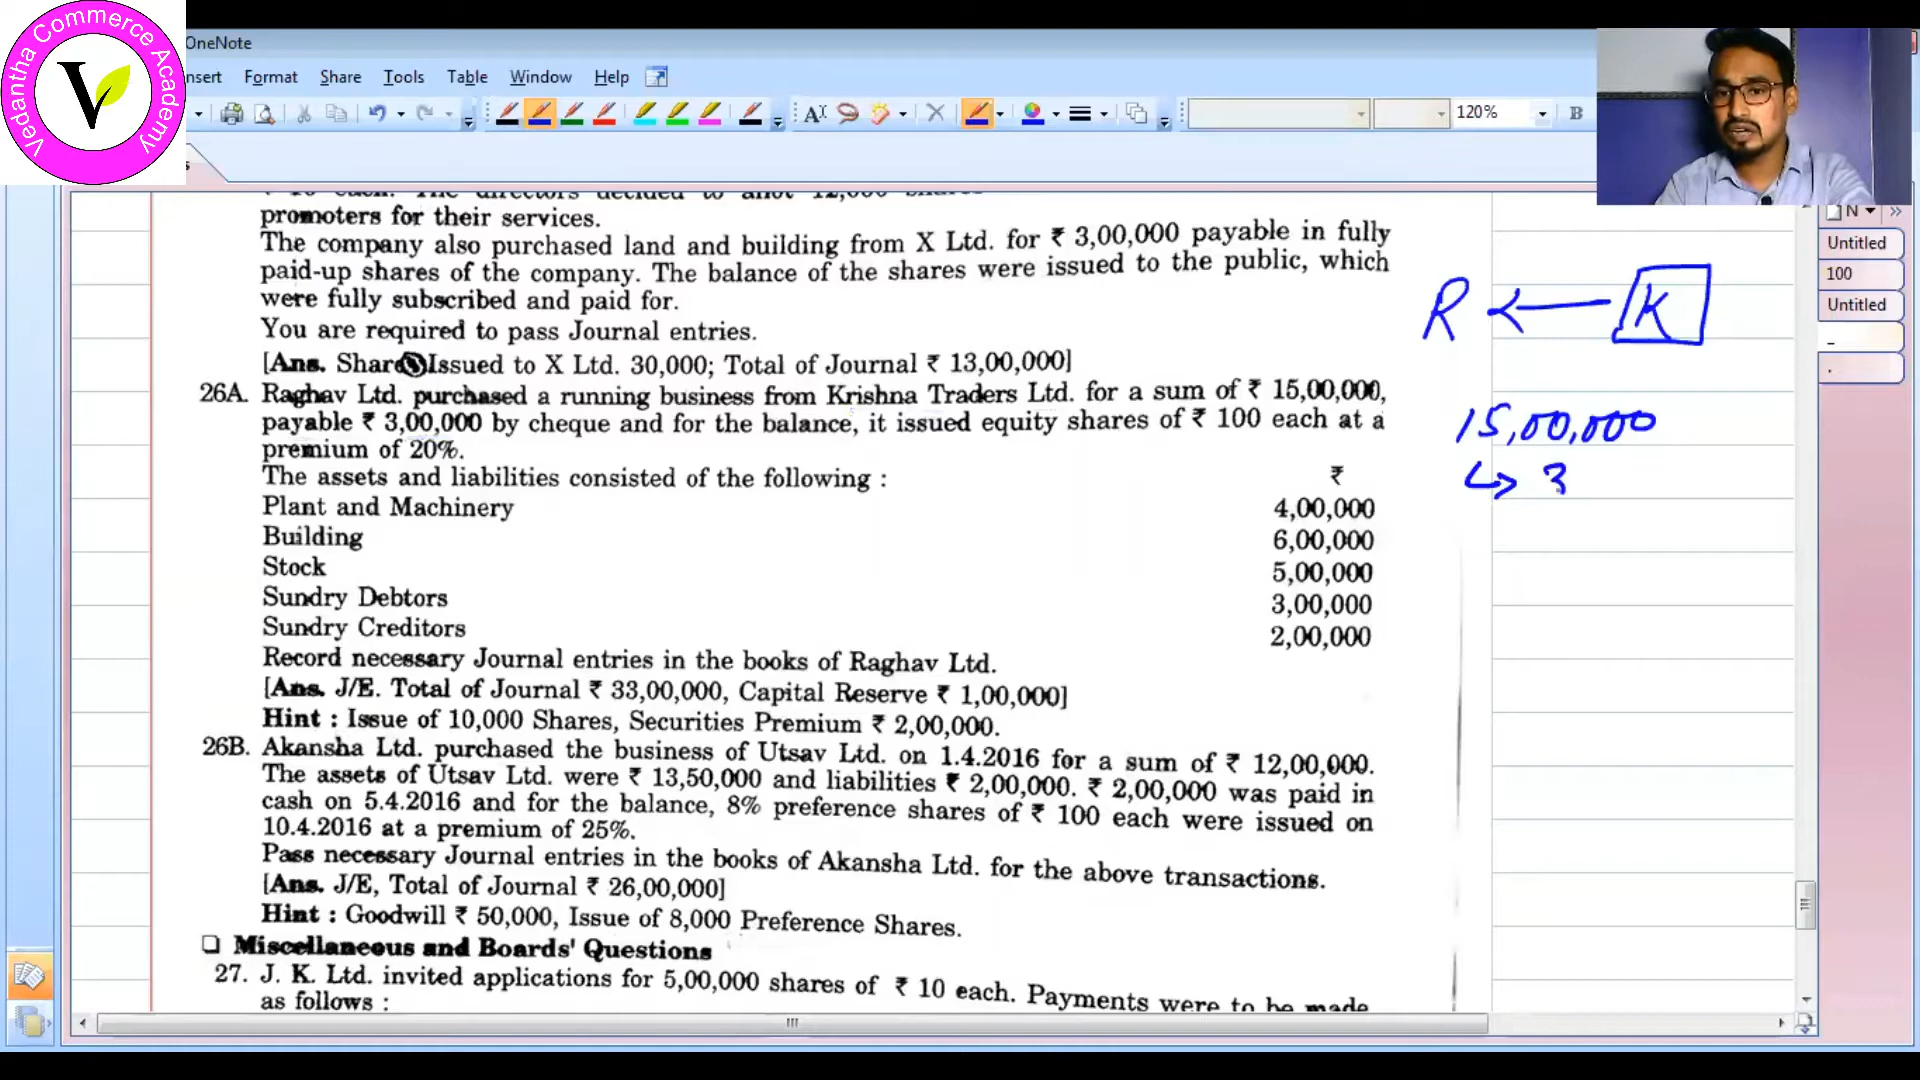 Vedantha Commerce Academy
V
OneNote
nsert Format Share Tools Table Window Help
120% B
N
Untitled
100
Untitled
_
.
₹ 10 each. The directors decided to allot 12,000 shares
promoters for their services.
The company also purchased land and building from X Ltd. for ₹ 3,00,000 payable in fully
paid-up shares of the company. The balance of the shares were issued to the public, which
were fully subscribed and paid for.
You are required to pass Journal entries.
[Ans. Shares Issued to X Ltd. 30,000; Total of Journal ₹ 13,00,000]
26A. Raghav Ltd. purchased a running business from Krishna Traders Ltd. for a sum of ₹ 15,00,000,
payable ₹ 3,00,000 by cheque and for the balance, it issued equity shares of ₹ 100 each at a
premium of 20%.
The assets and liabilities consisted of the following :
₹
Plant and Machinery 4,00,000
Building 6,00,000
Stock 5,00,000
Sundry Debtors 3,00,000
Sundry Creditors 2,00,000
Record necessary Journal entries in the books of Raghav Ltd.
[Ans. J/E. Total of Journal ₹ 33,00,000, Capital Reserve ₹ 1,00,000]
Hint : Issue of 10,000 Shares, Securities Premium ₹ 2,00,000.
26B. Akansha Ltd. purchased the business of Utsav Ltd. on 1.4.2016 for a sum of ₹ 12,00,000.
The assets of Utsav Ltd. were ₹ 13,50,000 and liabilities ₹ 2,00,000. ₹ 2,00,000 was paid in
cash on 5.4.2016 and for the balance, 8% preference shares of ₹ 100 each were issued on
10.4.2016 at a premium of 25%.
Pass necessary Journal entries in the books of Akansha Ltd. for the above transactions.
[Ans. J/E, Total of Journal ₹ 26,00,000]
Hint : Goodwill ₹ 50,000, Issue of 8,000 Preference Shares.
❑ Miscellaneous and Boards' Questions
27. J. K. Ltd. invited applications for 5,00,000 shares of ₹ 10 each. Payments were to be made
as follows :
R ← K
15,00,000
↳ 3